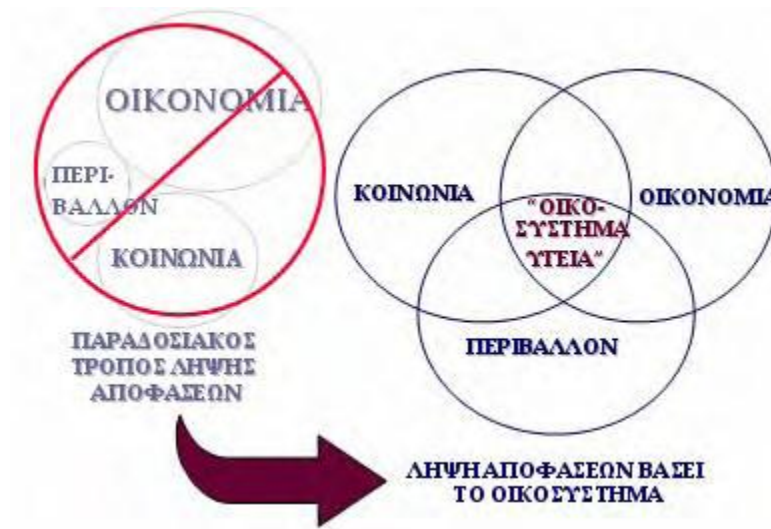 ΟΙΚΟΝΟΜΙΑ
ΠΕΡΙ-
ΒΑΛΛΟΝ
ΚΟΙΝΩΝΙΑ
ΠΑΡΑΔΟΣΙΑΚΟΣ
ΤΡΟΠΟΣ ΛΗΨΗΣ
ΑΠΟΦΑΣΕΩΝ
ΚΟΙΝΩΝΙΑ
ΟΙΚΟΝΟΜΙΑ
“ΟΙΚΟ-
ΣΥΣΤΗΜΑ
ΥΓΕΙΑ”
ΠΕΡΙΒΑΛΛΟΝ
ΛΗΨΗ ΑΠΟΦΑΣΕΩΝ ΒΑΣΕΙ
ΤΟ ΟΙΚΟΣΥΣΤΗΜΑ